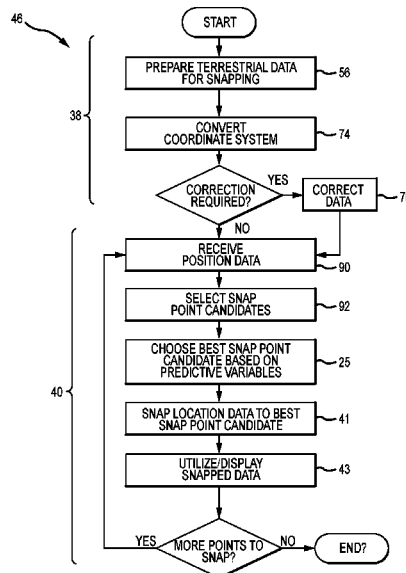 46
START
38
PREPARE TERRESTRIAL DATA
FOR SNAPPING
56
CONVERT
COORDINATE SYSTEM
74
CORRECTION
REQUIRED?
YES
CORRECT
DATA
NO
RECEIVE
POSITION DATA
90
SELECT SNAP
POINT CANDIDATES
92
CHOOSE BEST SNAP POINT
CANDIDATE BASED ON
PREDICTIVE VARIABLES
25
40
SNAP LOCATION DATA TO BEST
SNAP POINT CANDIDATE
41
UTILIZE/DISPLAY
SNAPPED DATA
43
YES
MORE POINTS TO
SNAP?
NO
END?